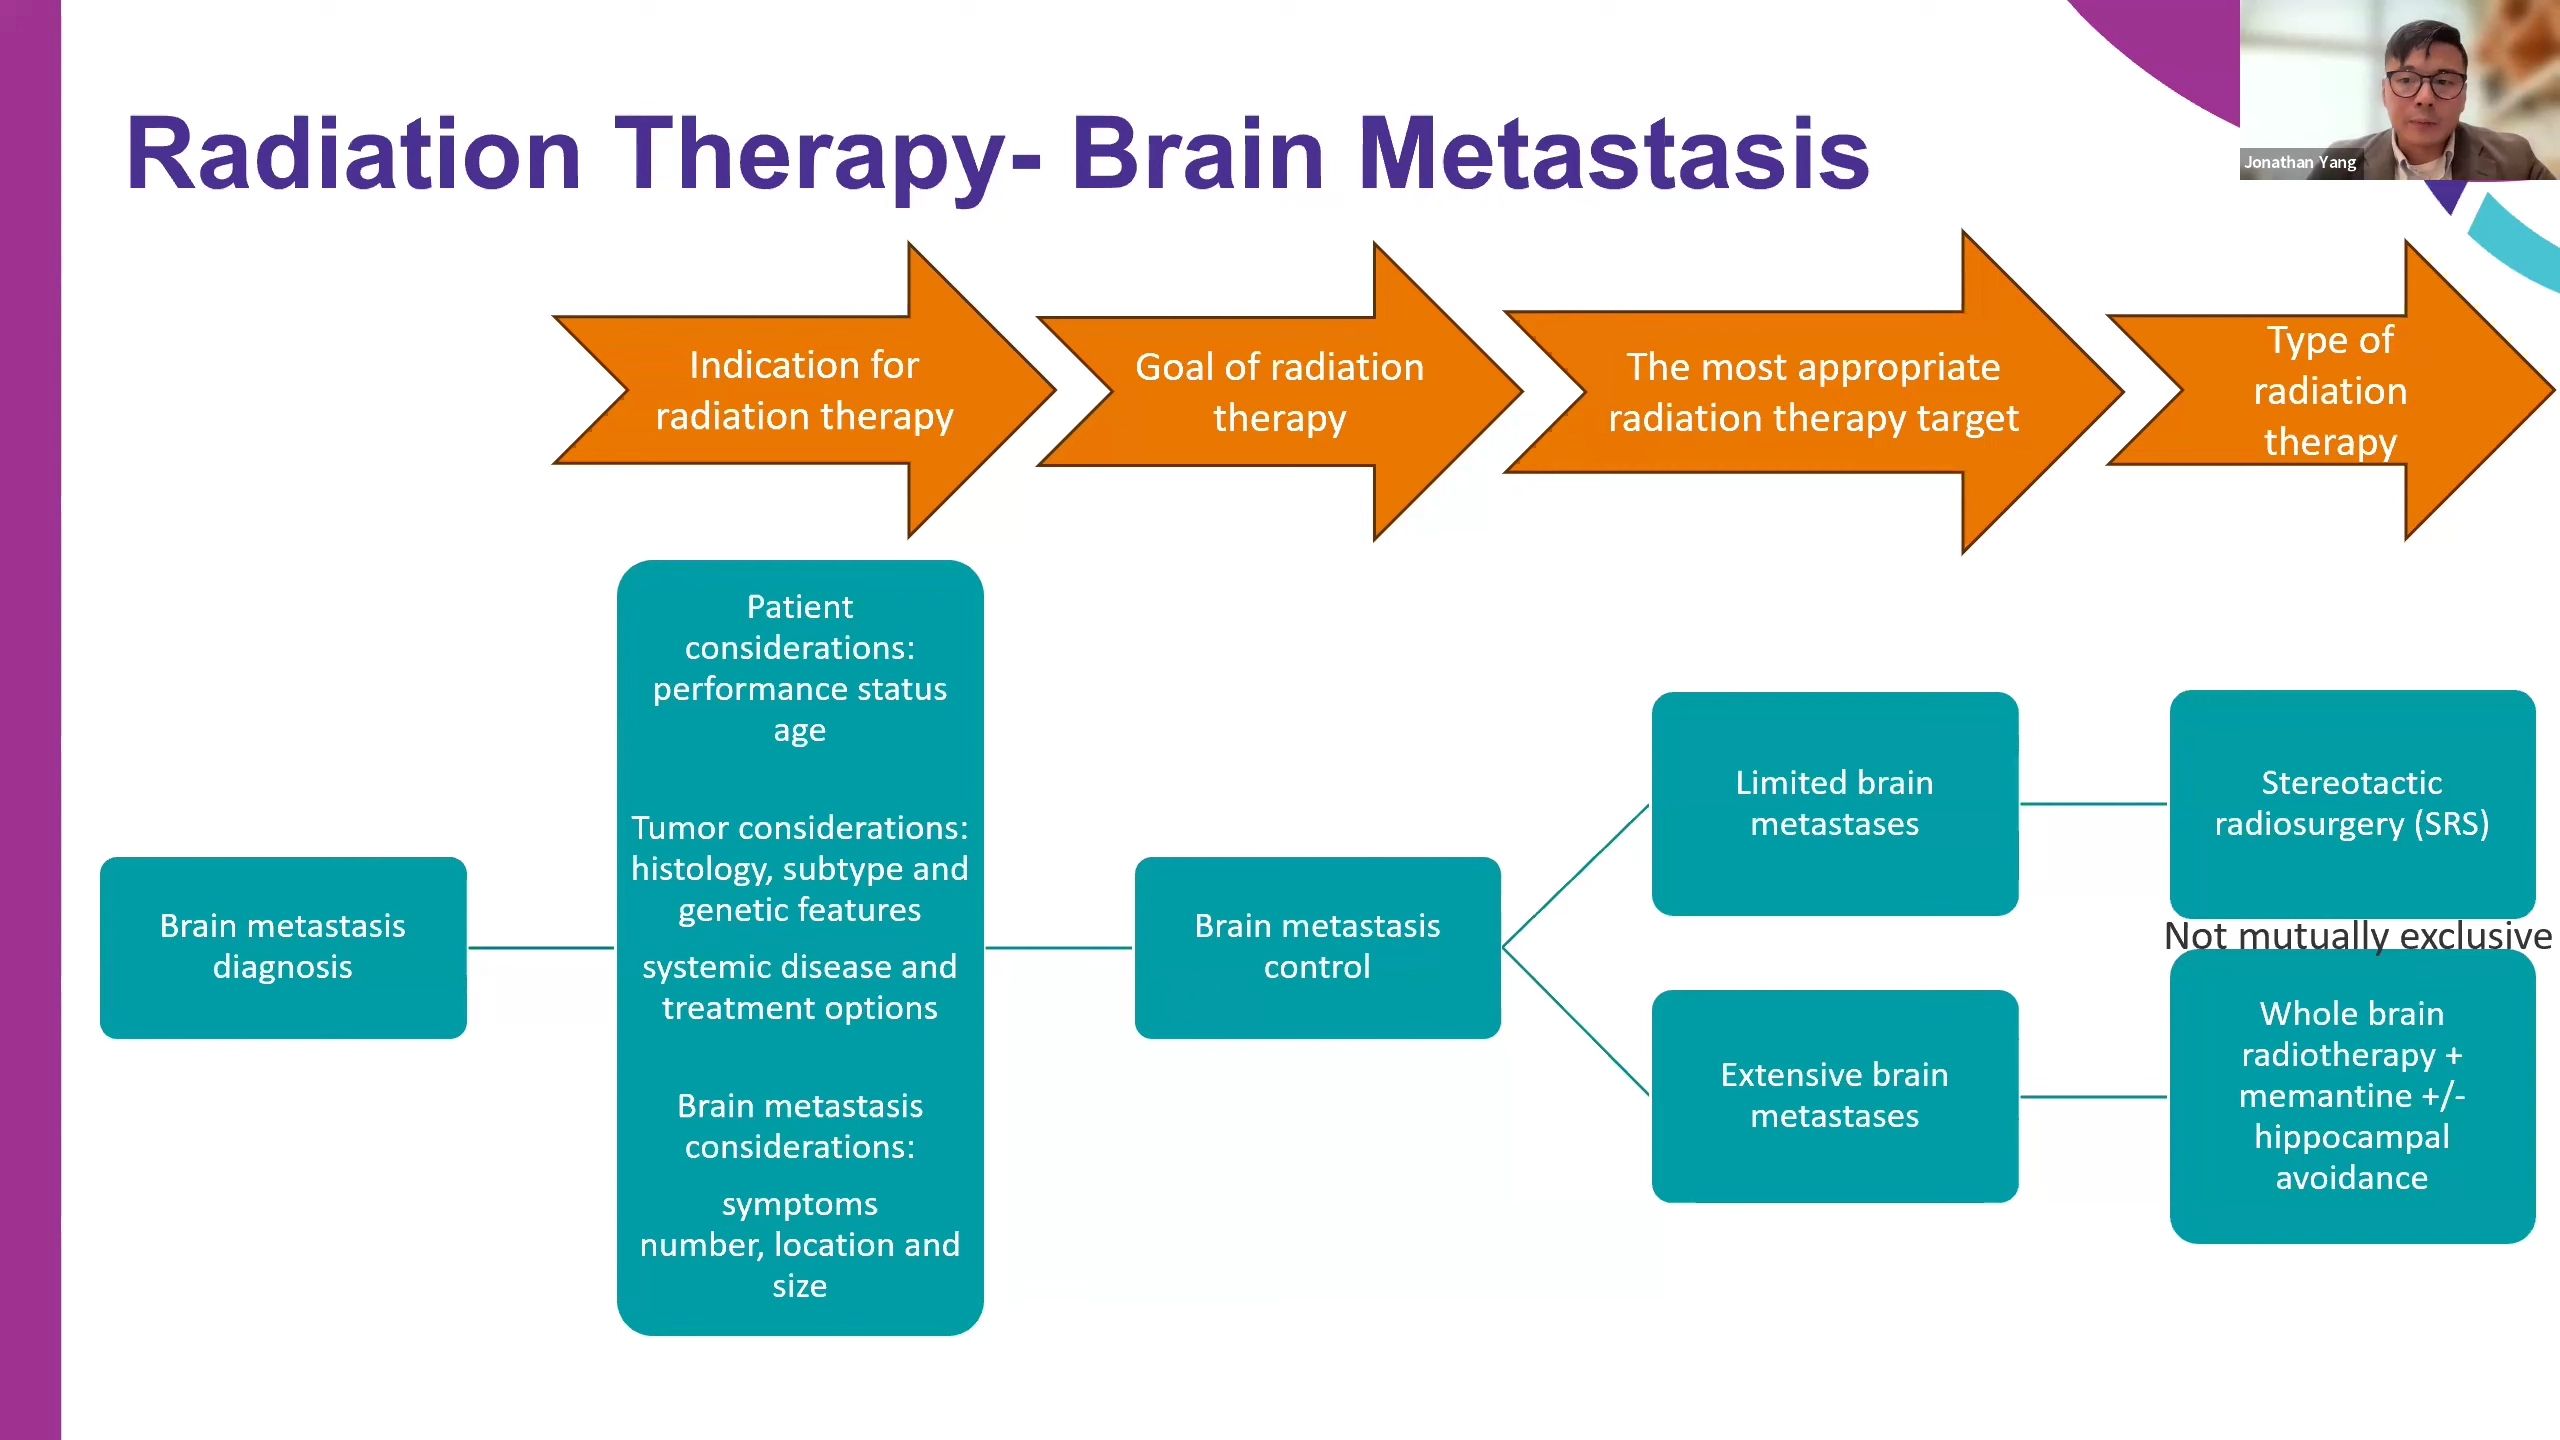 Radiation Therapy- Brain Metastasis
Jonathan Yang
Indication for
radiation therapy
Goal of radiation
therapy
The most appropriate
radiation therapy target
Type of
radiation
therapy
Brain metastasis
diagnosis
Patient
considerations:
performance status
age
Tumor considerations:
histology, subtype and
genetic features
systemic disease and
treatment options
Brain metastasis
considerations:
symptoms
number, location and
size
Brain metastasis
control
Limited brain
metastases
Extensive brain
metastases
Stereotactic
radiosurgery (SRS)
Not mutually exclusive
Whole brain
radiotherapy +
memantine +/-
hippocampal
avoidance